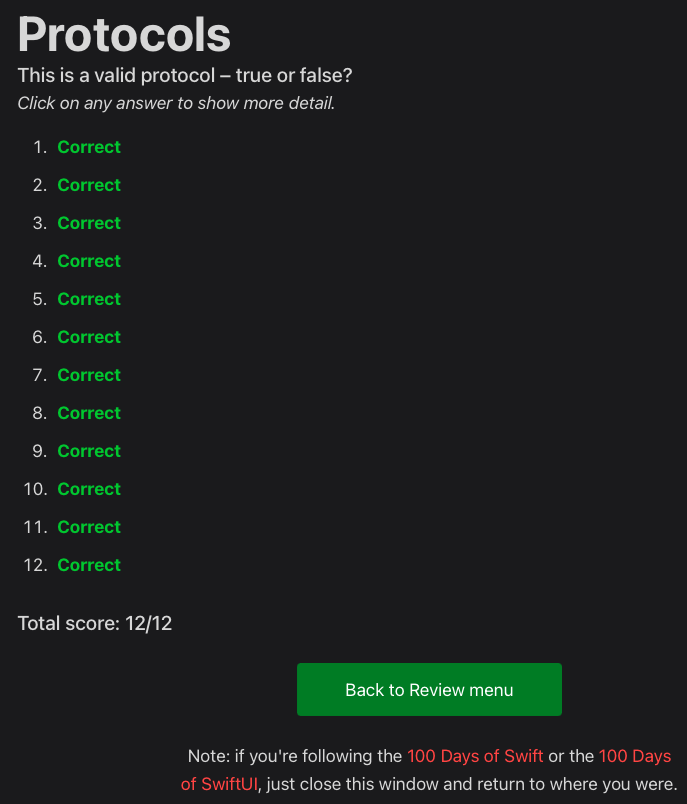 Protocols
This is a valid protocol – true or false?
Click on any answer to show more detail.
1. Correct
2. Correct
3. Correct
4. Correct
5. Correct
6. Correct
7. Correct
8. Correct
9. Correct
10. Correct
11. Correct
12. Correct
Total score: 12/12
Back to Review menu
Note: if you're following the 100 Days of Swift or the 100 Days
of SwiftUI, just close this window and return to where you were.